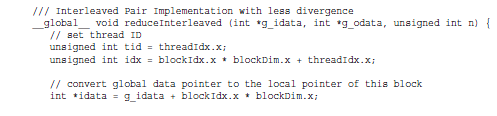 /// Interleaved Pair Implementation with less divergence
__global__ void reduceInterleaved (int *g_idata, int *g_odata, unsigned int n) {
// set thread ID
unsigned int tid = threadIdx.x;
unsigned int idx = blockIdx.x * blockDim.x + threadIdx.x;
// convert global data pointer to the local pointer of this block
int *idata = g_idata + blockIdx.x * blockDim.x;